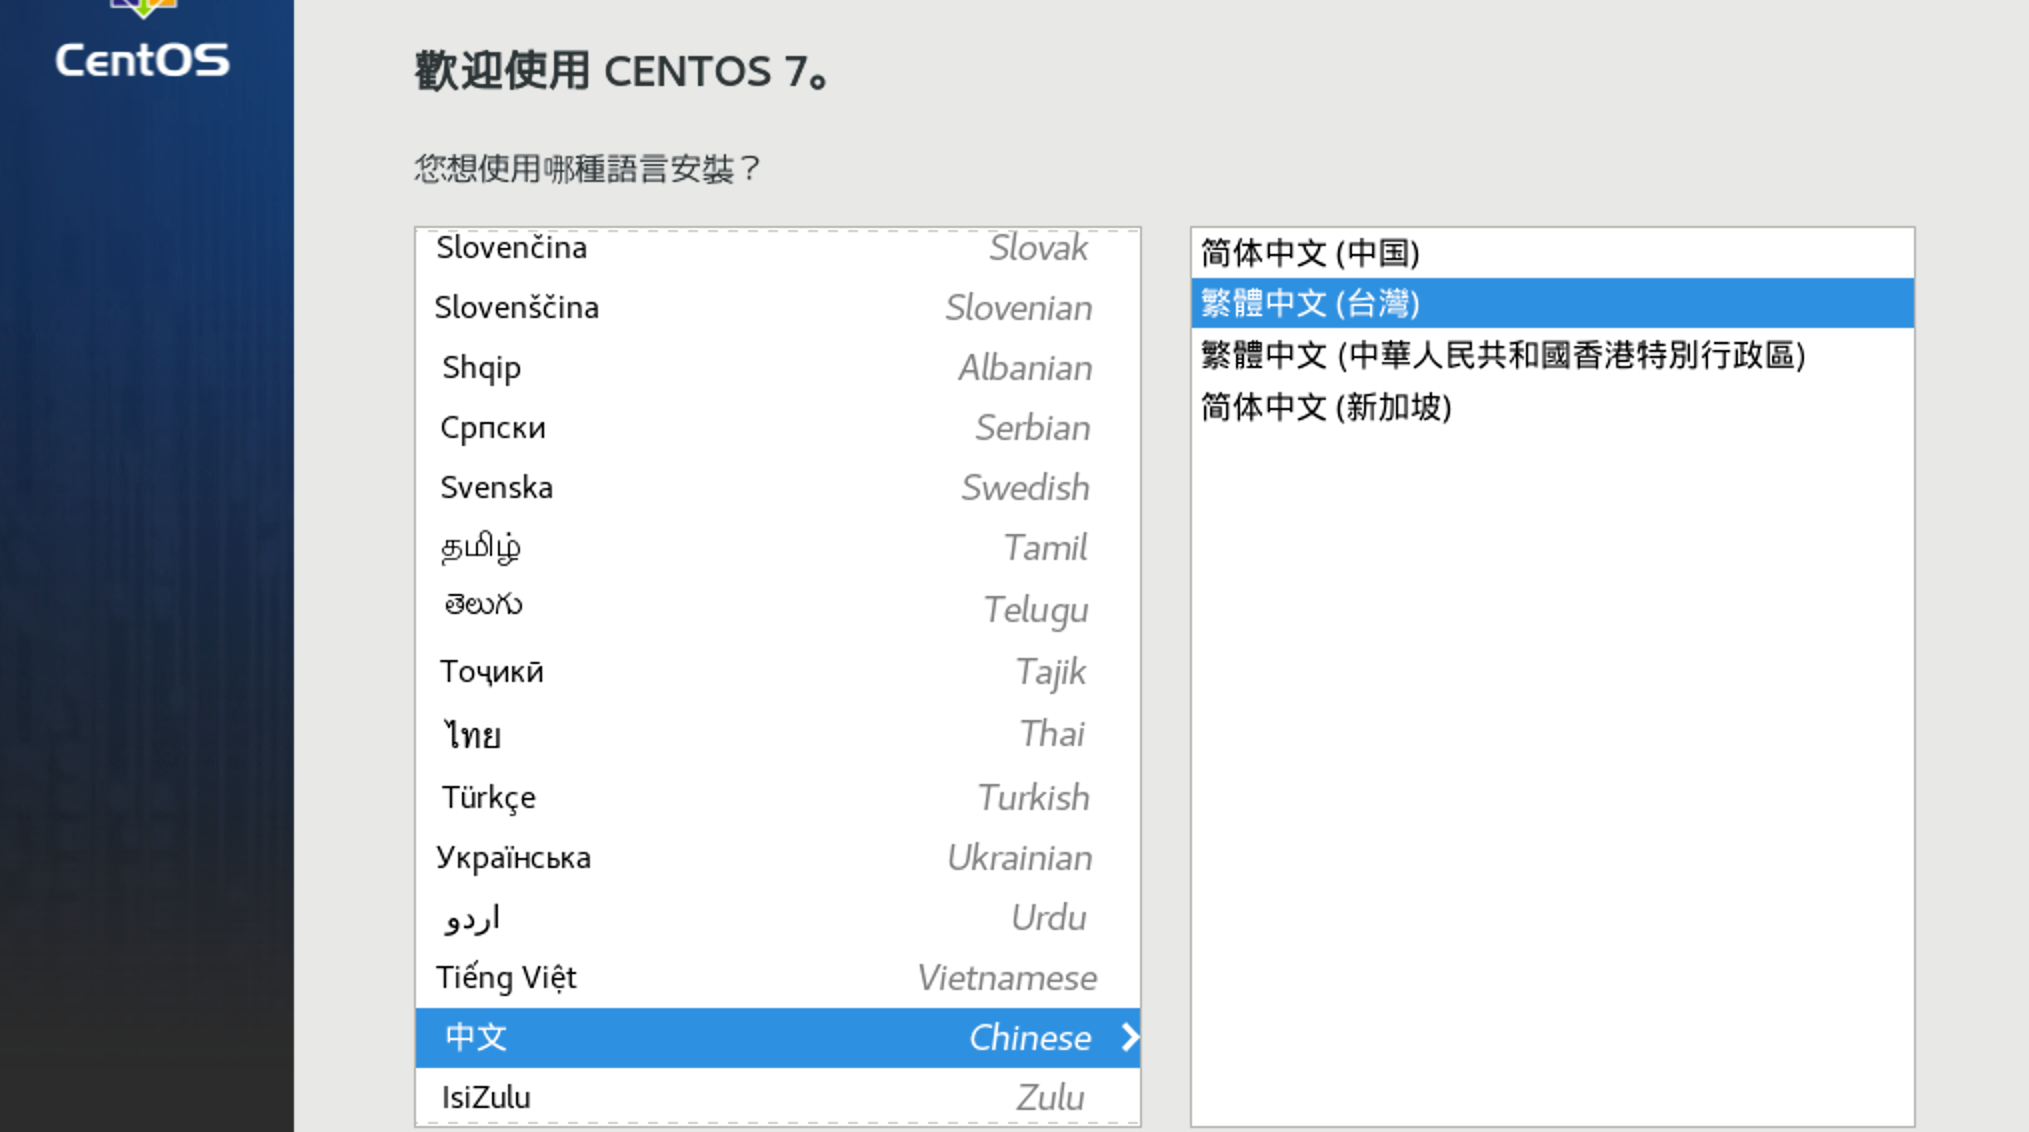 CentOS
歡迎使用 CENTOS 7。
您想使用哪種語言安裝？
Slovenčina Slovak
Slovenščina Slovenian
Shqip Albanian
Српски Serbian
Svenska Swedish
தமிழ் Tamil
తెలుగు Telugu
Тоҷикӣ Tajik
ไทย Thai
Türkçe Turkish
Українська Ukrainian
اردو Urdu
Tiếng Việt Vietnamese
中文 Chinese
IsiZulu Zulu
简体中文 (中国)
繁體中文 (台灣)
繁體中文 (中華人民共和國香港特別行政區)
简体中文 (新加坡)